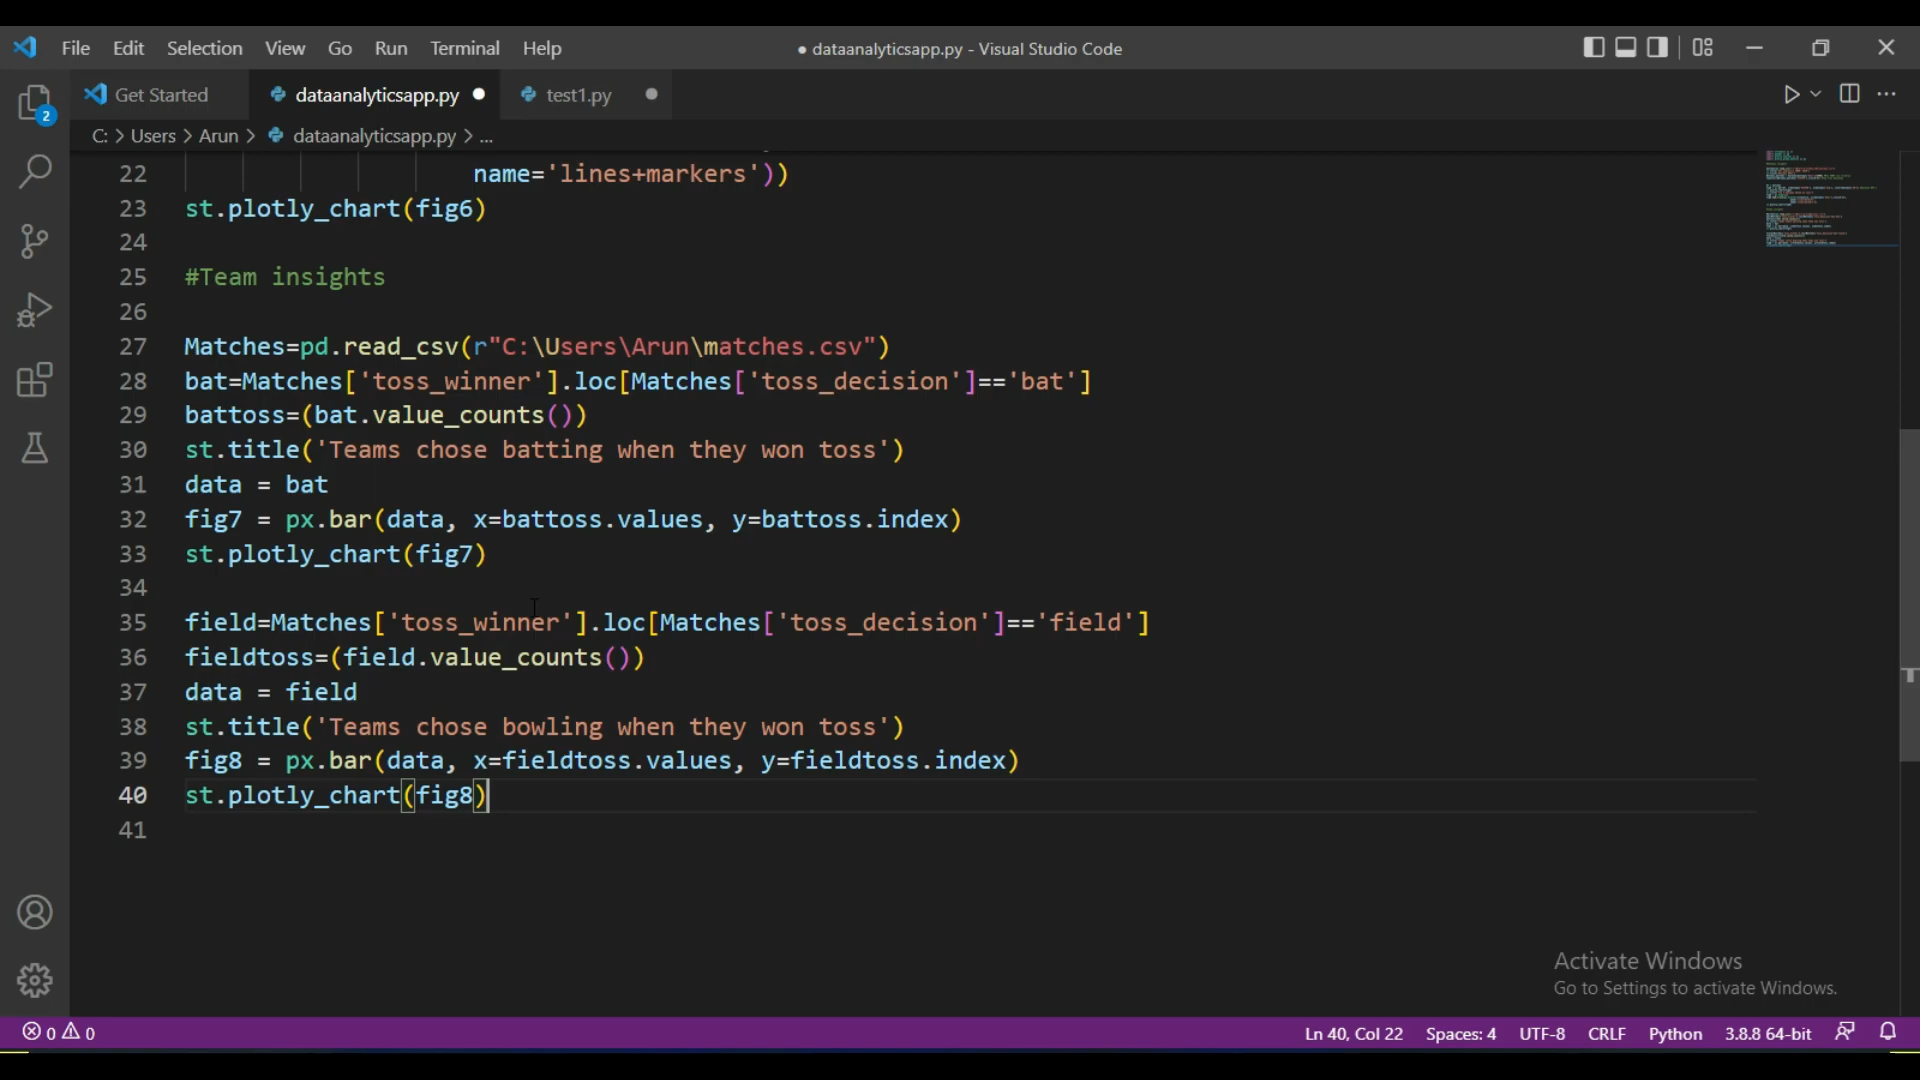 File Edit Selection View Go Run Terminal Help
● dataanalyticsapp.py - Visual Studio Code
Get Started
dataanalyticsapp.py ●
test1.py ●
2
C: > Users > Arun > dataanalyticsapp.py > ...
22 name='lines+markers'))
23 st.plotly_chart(fig6)
24
25 #Team insights
26
27 Matches=pd.read_csv(r"C:\Users\Arun\matches.csv")
28 bat=Matches['toss_winner'].loc[Matches['toss_decision']=='bat']
29 battoss=(bat.value_counts())
30 st.title('Teams chose batting when they won toss')
31 data = bat
32 fig7 = px.bar(data, x=battoss.values, y=battoss.index)
33 st.plotly_chart(fig7)
34
35 field=Matches['toss_winner'].loc[Matches['toss_decision']=='field']
36 fieldtoss=(field.value_counts())
37 data = field
38 st.title('Teams chose bowling when they won toss')
39 fig8 = px.bar(data, x=fieldtoss.values, y=fieldtoss.index)
40 st.plotly_chart(fig8)
41
Activate Windows
Go to Settings to activate Windows.
0 0
Ln 40, Col 22 Spaces: 4 UTF-8 CRLF Python 3.8.8 64-bit